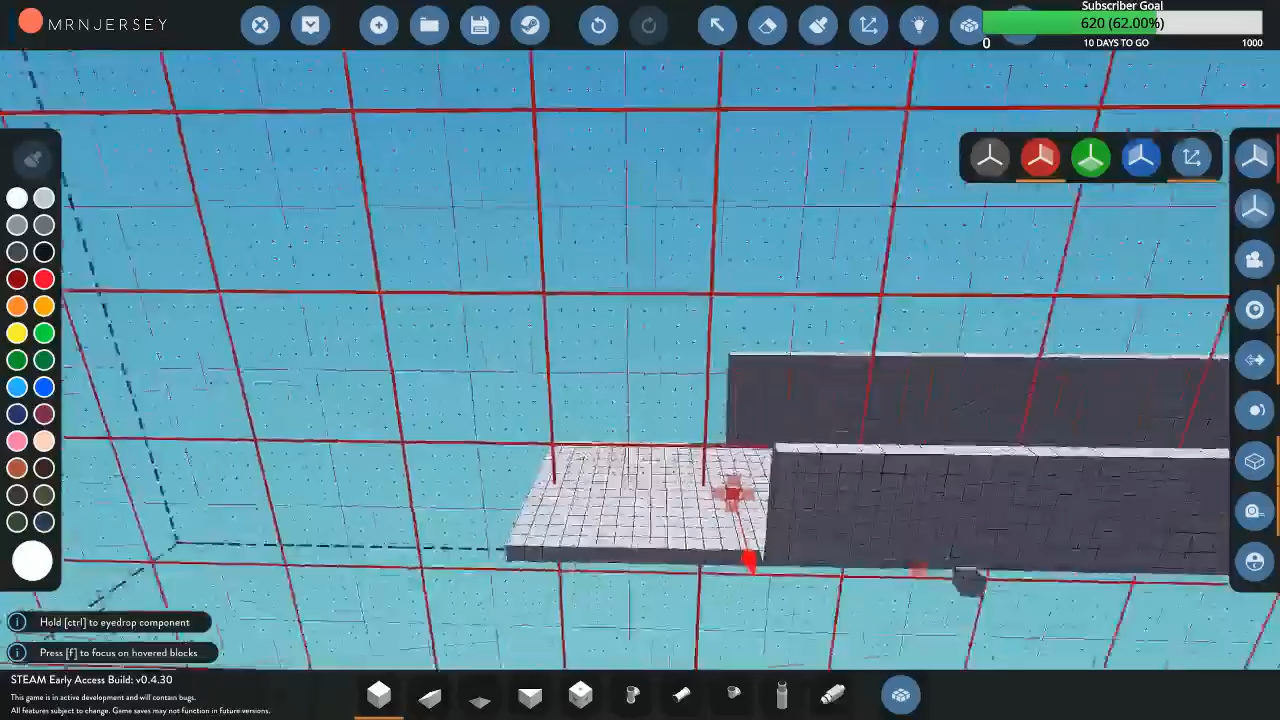 MRNJERSEY
Subscriber Goal
620 (62.00%)
0
10 DAYS TO GO
1000
Hold [ctrl] to eyedrop component
Press [f] to focus on hovered blocks
STEAM Early Access Build: v0.4.30
This game is in active development and will contain bugs.
All features subject to change. Game saves may not function in future versions.